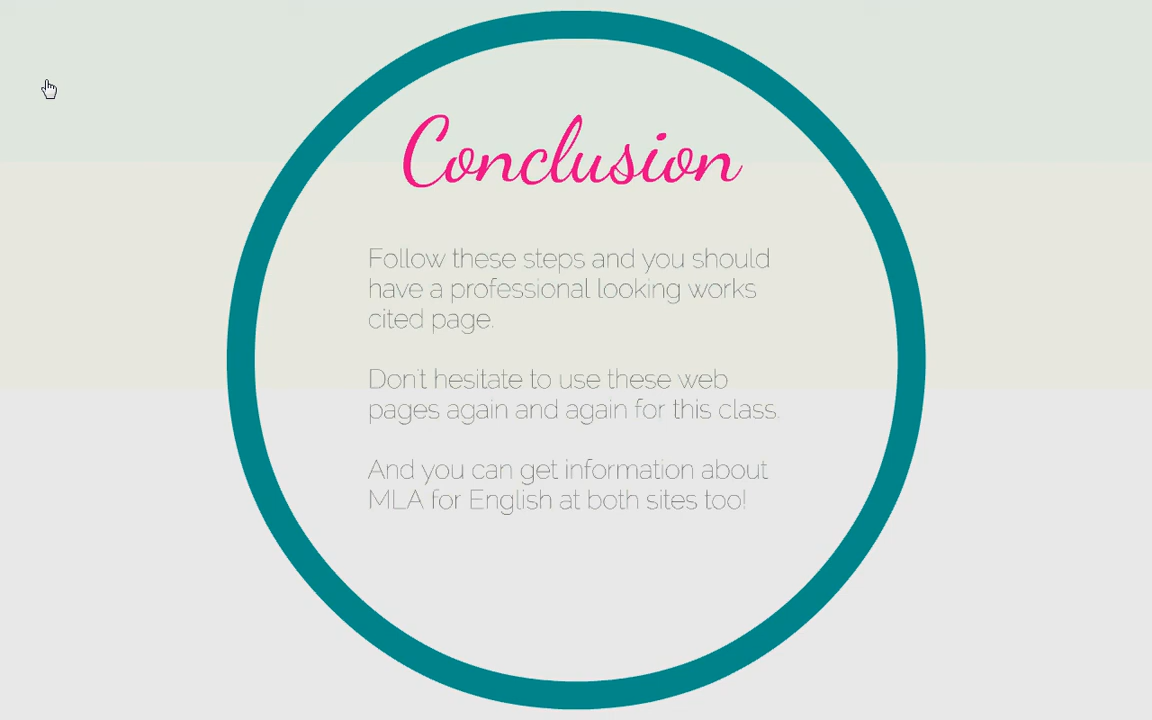 Conclusion
Follow these steps and you should
have a professional looking works
cited page.
Don't hesitate to use these web
pages again and again for this class.
And you can get information about
MLA for English at both sites too!